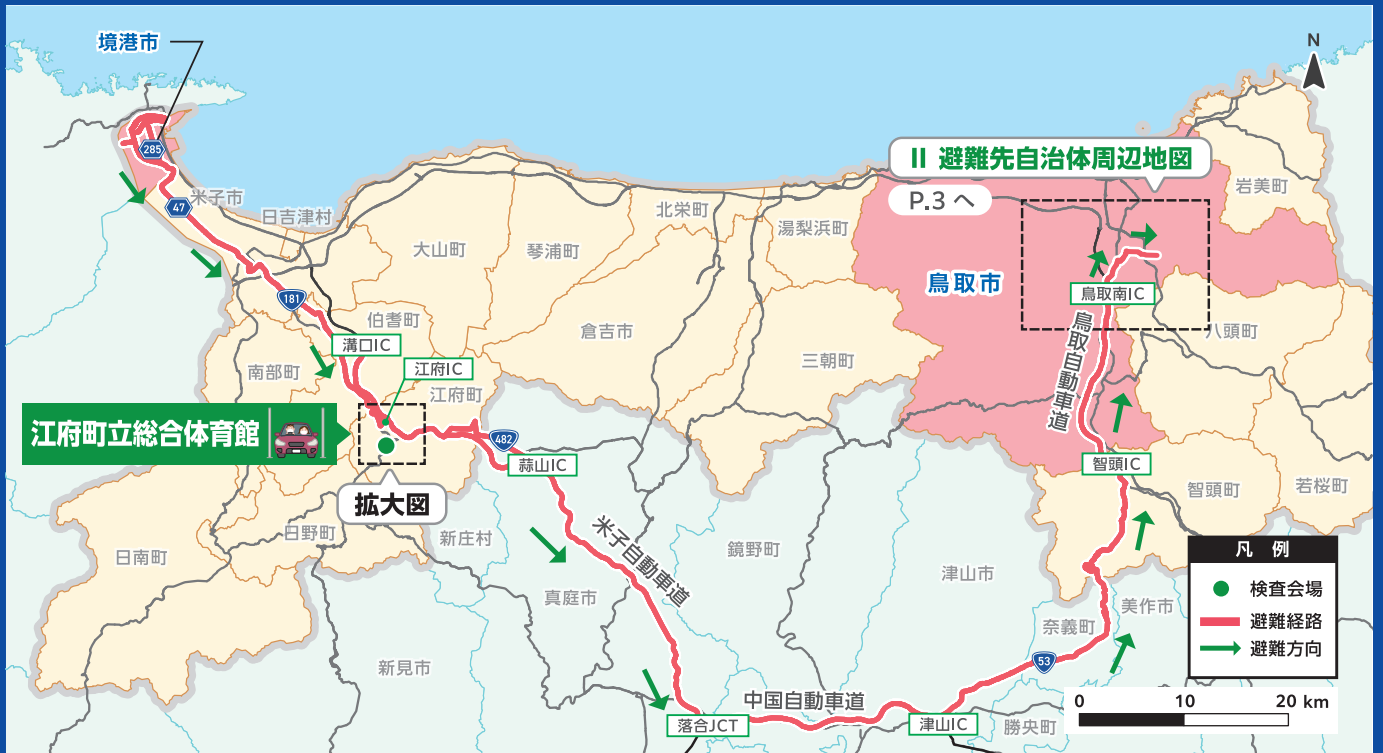 境港市
N
285
II 避難先自治体周辺地図
P.3 へ
岩美町
米子市
47
日吉津村
北栄町
湯梨浜町
大山町
琴浦町
鳥取市
鳥取南IC
181
伯耆町
倉吉市
八頭町
溝口IC
三朝町
鳥取自動車道
南部町
江府IC
江府町
江府町立総合体育館
482
蒜山IC
智頭IC
智頭町
若桜町
拡大図
日野町
新庄村
日南町
米子自動車道
鏡野町
津山市
真庭市
美作市
奈義町
新見市
53
中国自動車道
落合JCT
津山IC
勝央町
凡 例
検査会場
避難経路
避難方向
0 10 20 km